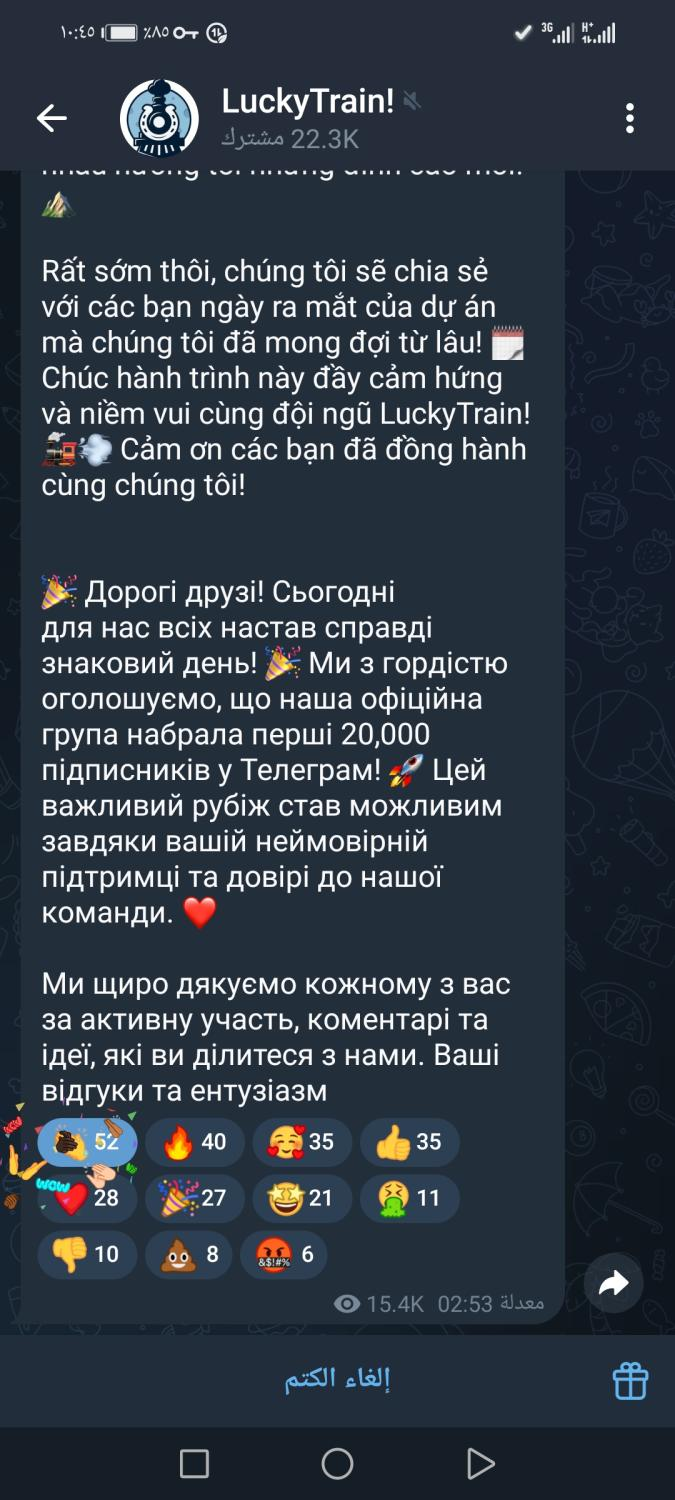 ١٠:٤٥
٪٨٥
3G
H+
LuckyTrain!
22.3K مشترك
Rất sớm thôi, chúng tôi sẽ chia sẻ
với các bạn ngày ra mắt của dự án
mà chúng tôi đã mong đợi từ lâu! 🗓
Chúc hành trình này đầy cảm hứng
và niềm vui cùng đội ngũ LuckyTrain!
🚂💨 Cảm ơn các bạn đã đồng hành
cùng chúng tôi!
🎉 Дорогі друзі! Сьогодні
для нас всіх настав справді
знаковий день! 🎉 Ми з гордістю
оголошуємо, що наша офіційна
група набрала перші 20,000
підписників у Телеграм! 🚀 Цей
важливий рубіж став можливим
завдяки вашій неймовірній
підтримці та довірі до нашої
команди. ❤️
Ми щиро дякуємо кожному з вас
за активну участь, коментарі та
ідеї, які ви ділитеся з нами. Ваші
відгуки та ентузіазм
52 🔥 40 🥰 35 👍 35
WOW ❤️ 28 🎉 27 🤩 21 🤮 11
👎 10 💩 8 🤬 6
15.4K 02:53 معدلة
إلغاء الكتم